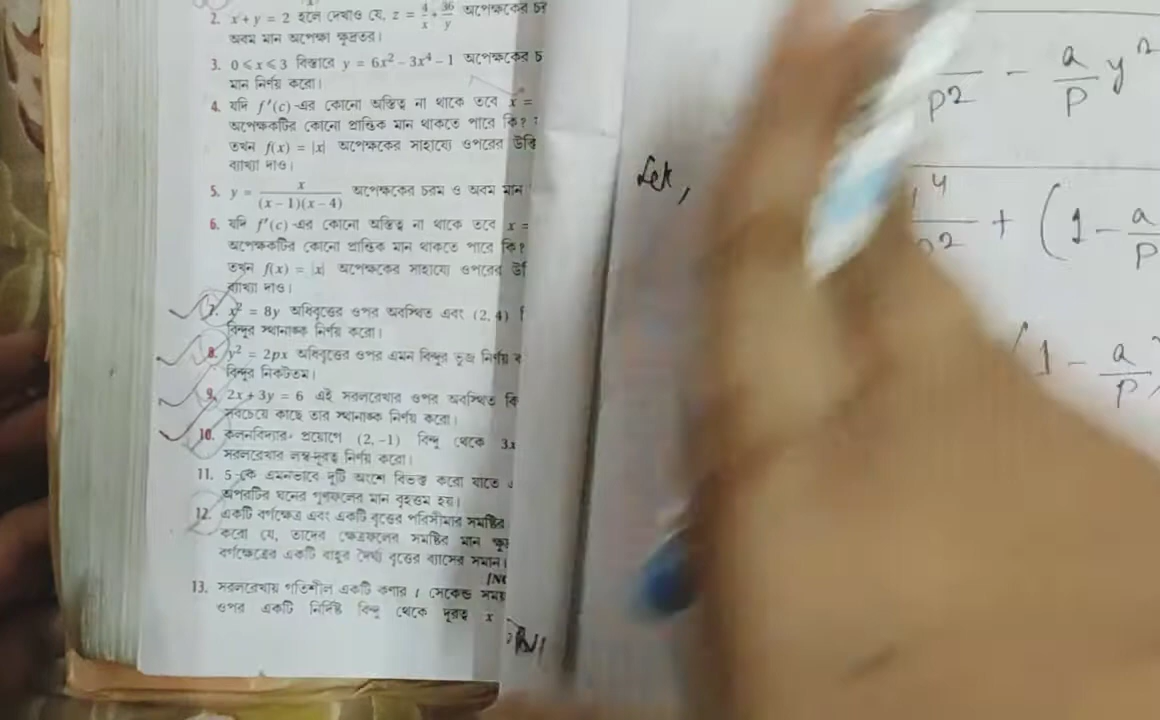 2. x + y = 2 হলে দেখাও যে, z = 4/x + 36/y অপেক্ষকের
অবম মান অপেক্ষা ক্ষুদ্রতর।
3. 0 ⩽ x ⩽ 3 বিস্তারে y = 6x² – 3x⁴ – 1 অপেক্ষকের
মান নির্ণয় করো।
4. যদি f′(c)-এর কোনো অস্তিত্ব না থাকে তবে x =
অপেক্ষকটির কোনো প্রান্তিক মান থাকতে পারে কি?
তখন f(x) = |x| অপেক্ষকের সাহায্যে ওপরের
ব্যাখ্যা দাও।
5. y = x/((x – 1)(x – 4)) অপেক্ষকের চরম ও অবম মান
6. যদি f′(c)-এর কোনো অস্তিত্ব না থাকে তবে x =
অপেক্ষকটির কোনো প্রান্তিক মান থাকতে পারে কি?
তখন f(x) = |x| অপেক্ষকের সাহায্যে ওপরের
ব্যাখ্যা দাও।
7. x² = 8y অধিবৃত্তের ওপর অবস্থিত এবং (2, 4)
বিন্দুর স্থানাঙ্ক নির্ণয় করো।
8. y² = 2px অধিবৃত্তের ওপর এমন বিন্দুর ভুজ নির্ণয়
বিন্দুর নিকটতম।
9. 2x + 3y = 6 এই সরলরেখার ওপর অবস্থিত
সবচেয়ে কাছে তার স্থানাঙ্ক নির্ণয় করো।
10. কলনবিদ্যার প্রয়োগে (2, –1) বিন্দু থেকে 3x
সরলরেখার লম্ব-দূরত্ব নির্ণয় করো।
11. 5-কে এমনভাবে দুটি অংশে বিভক্ত করো যাতে
অপরটির ঘনের গুণফলের মান বৃহত্তম হয়।
12. একটি বর্গক্ষেত্র এবং একটি বৃত্তের পরিসীমার সমষ্টির
করো যে, তাদের ক্ষেত্রফলের সমষ্টির মান
বর্গক্ষেত্রের একটি বাহুর দৈর্ঘ্য বৃত্তের ব্যাসের সমান।
13. সরলরেখায় গতিশীল একটি কণার t সেকেন্ড সময়
ওপর একটি নির্দিষ্ট বিন্দু থেকে দূরত্ব x
Let,
p² – a/p y²
4 + (1 – a/p
1 – a/p